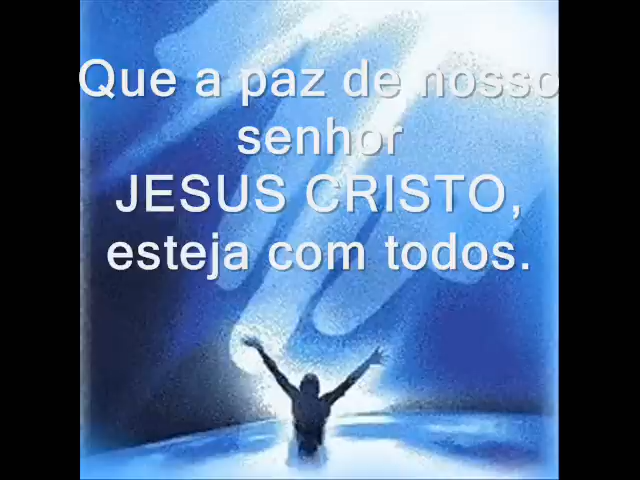 Que a paz de nosso
senhor
JESUS CRISTO,
esteja com todos.